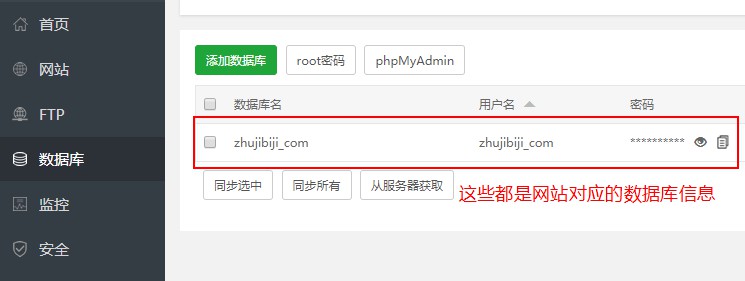 首页
网站
FTP
数据库
监控
安全
添加数据库 root密码 phpMyAdmin
数据库名 用户名 密码
zhujibiji_com zhujibiji_com **********
同步选中 同步所有 从服务器获取
这些都是网站对应的数据库信息